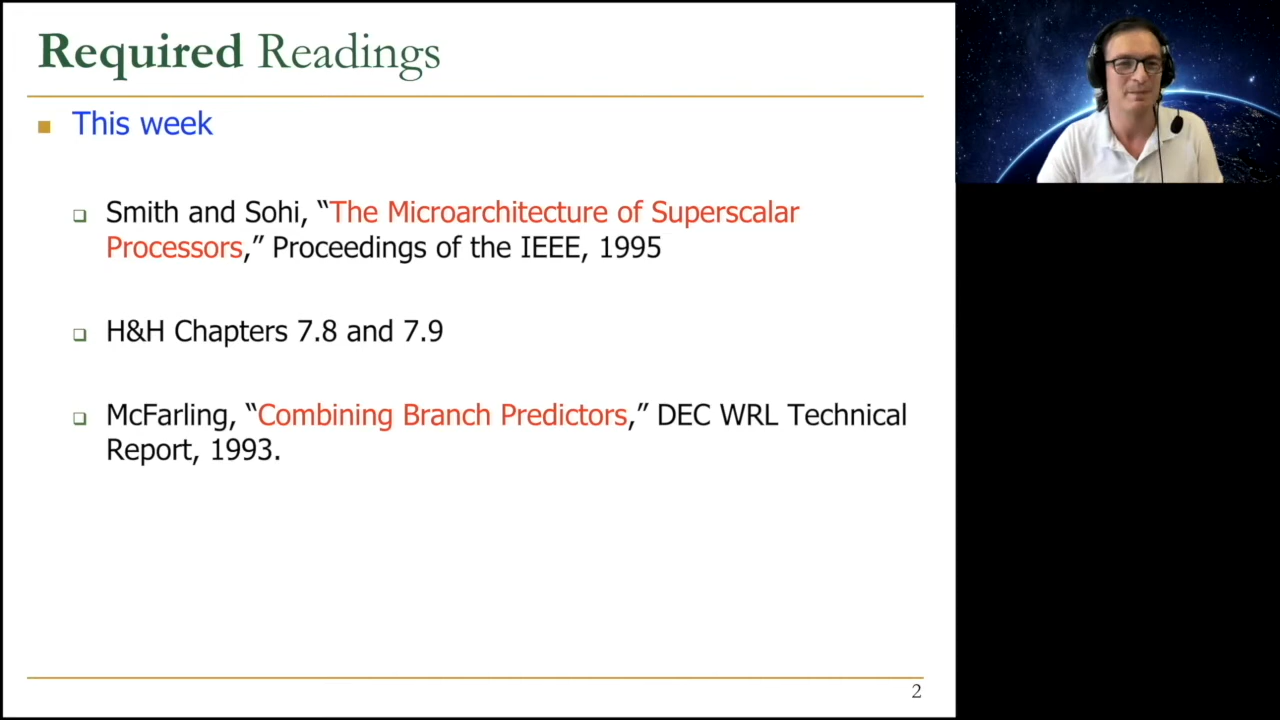 Required Readings
This week
Smith and Sohi, “The Microarchitecture of Superscalar
Processors,” Proceedings of the IEEE, 1995
H&H Chapters 7.8 and 7.9
McFarling, “Combining Branch Predictors,” DEC WRL Technical
Report, 1993.
2